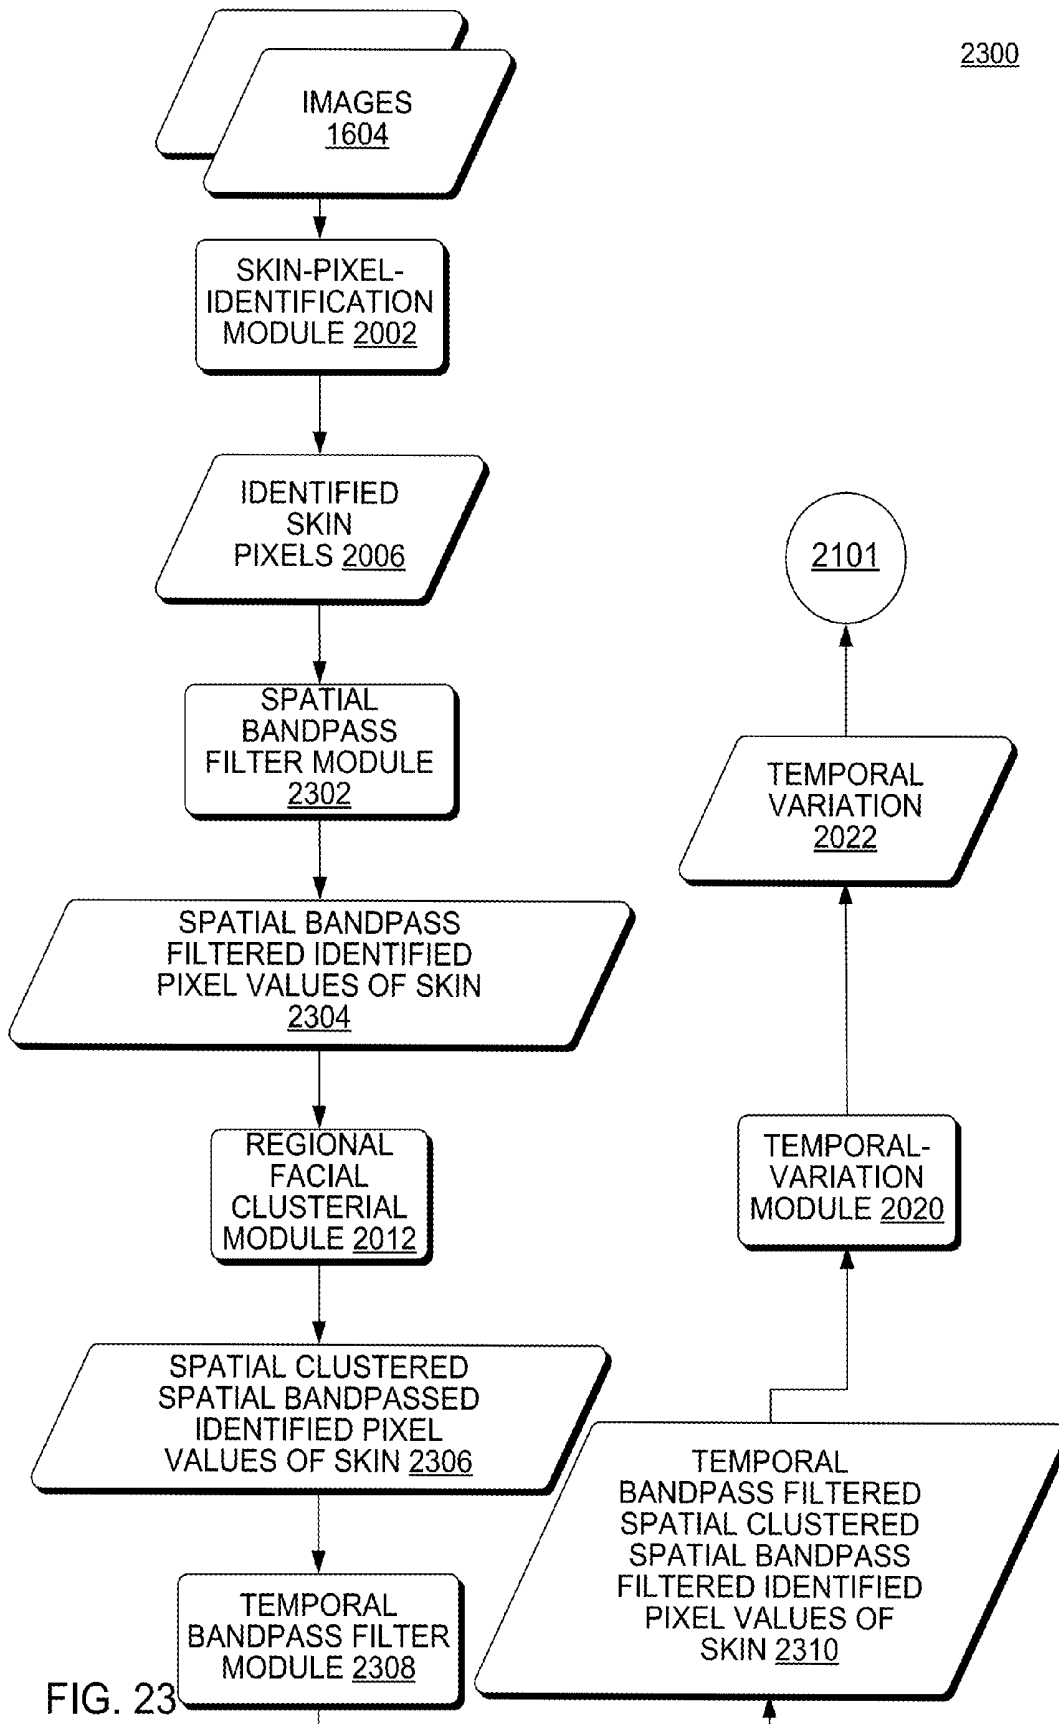 2300
IMAGES
1604
SKIN-PIXEL-
IDENTIFICATION
MODULE 2002
IDENTIFIED
SKIN
PIXELS 2006
SPATIAL
BANDPASS
FILTER MODULE
2302
SPATIAL BANDPASS
FILTERED IDENTIFIED
PIXEL VALUES OF SKIN
2304
REGIONAL
FACIAL
CLUSTERIAL
MODULE 2012
SPATIAL CLUSTERED
SPATIAL BANDPASSED
IDENTIFIED PIXEL
VALUES OF SKIN 2306
TEMPORAL
BANDPASS FILTER
MODULE 2308
TEMPORAL
BANDPASS FILTERED
SPATIAL CLUSTERED
SPATIAL BANDPASS
FILTERED IDENTIFIED
PIXEL VALUES OF
SKIN 2310
TEMPORAL-
VARIATION
MODULE 2020
TEMPORAL
VARIATION
2022
2101
FIG. 23